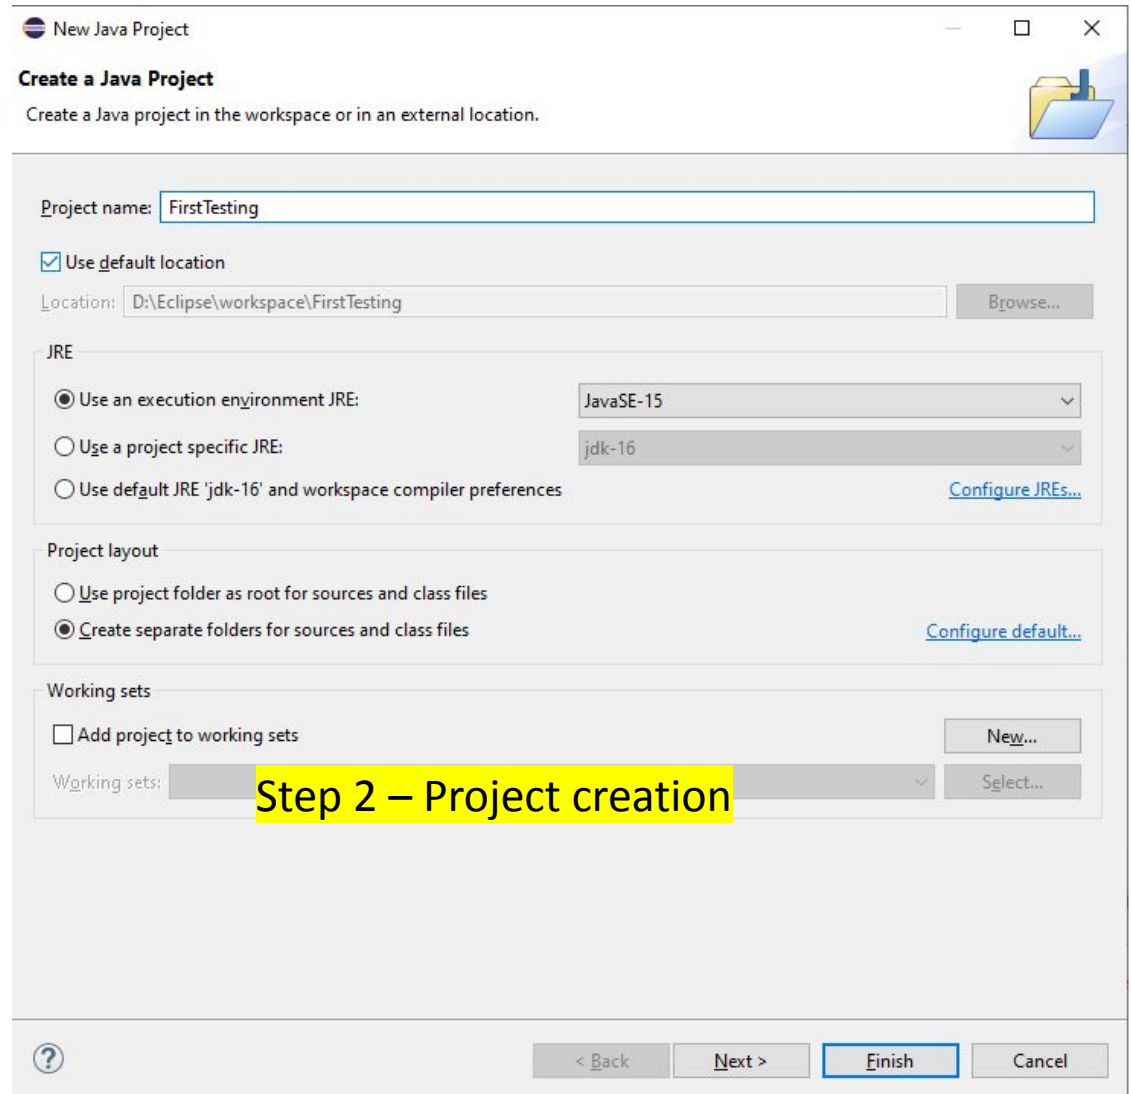 New Java Project
Create a Java Project
Create a Java project in the workspace or in an external location.
Project name: FirstTesting
Use default location
Location: D:\Eclipse\workspace\FirstTesting Browse...
JRE
Use an execution environment JRE: JavaSE-15
Use a project specific JRE: jdk-16
Use default JRE 'jdk-16' and workspace compiler preferences Configure JREs...
Project layout
Use project folder as root for sources and class files
Create separate folders for sources and class files Configure default...
Working sets
Add project to working sets New...
Working sets: Select...
Step 2 – Project creation
? < Back Next > Finish Cancel